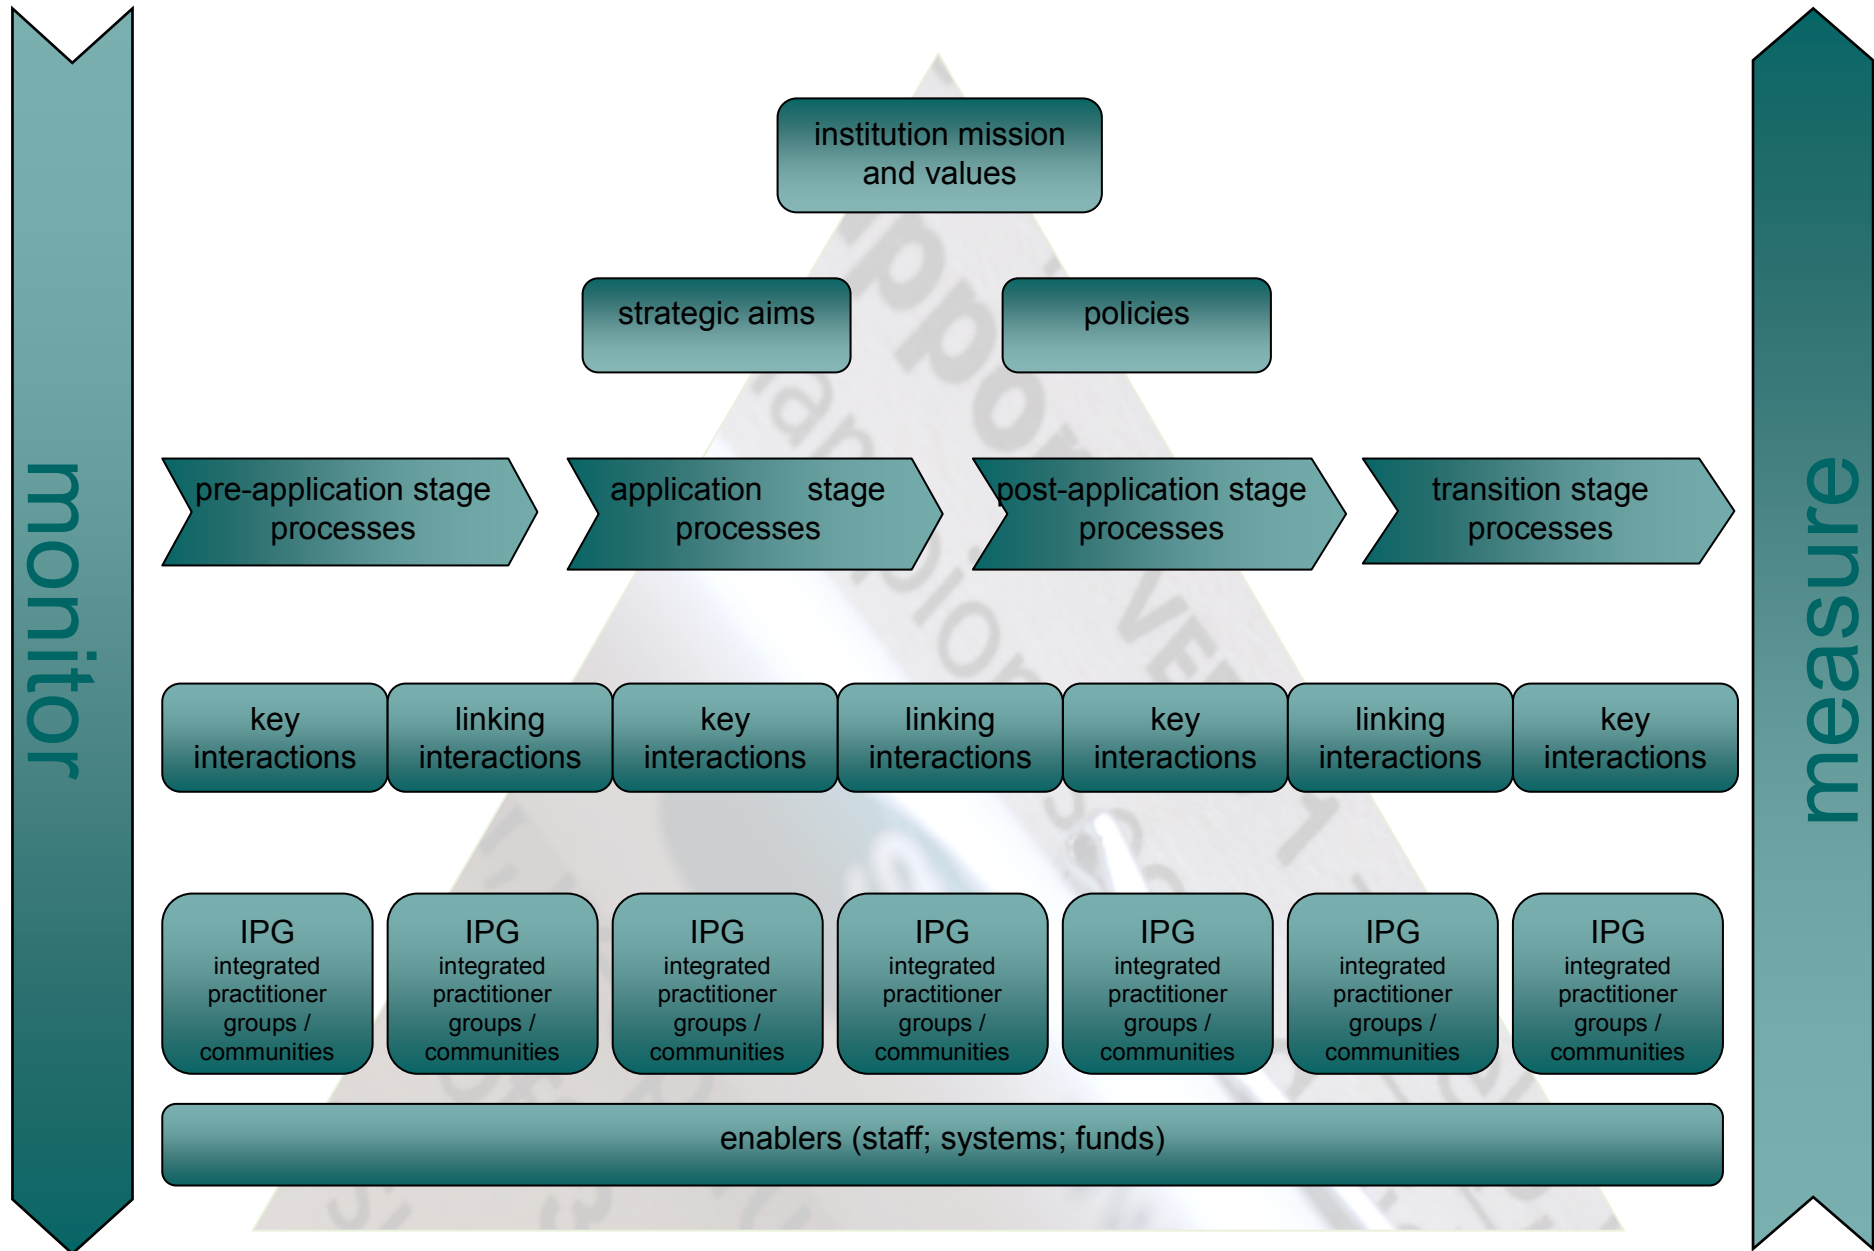 institution mission
and values
strategic aims
policies
pre-application stage
processes
application stage
processes
post-application stage
processes
transition stage
processes
monitor
measure
key
interactions
linking
interactions
key
interactions
linking
interactions
key
interactions
linking
interactions
key
interactions
IPG
integrated
practitioner
groups /
communities
IPG
integrated
practitioner
groups /
communities
IPG
integrated
practitioner
groups /
communities
IPG
integrated
practitioner
groups /
communities
IPG
integrated
practitioner
groups /
communities
IPG
integrated
practitioner
groups /
communities
IPG
integrated
practitioner
groups /
communities
enablers (staff; systems; funds)